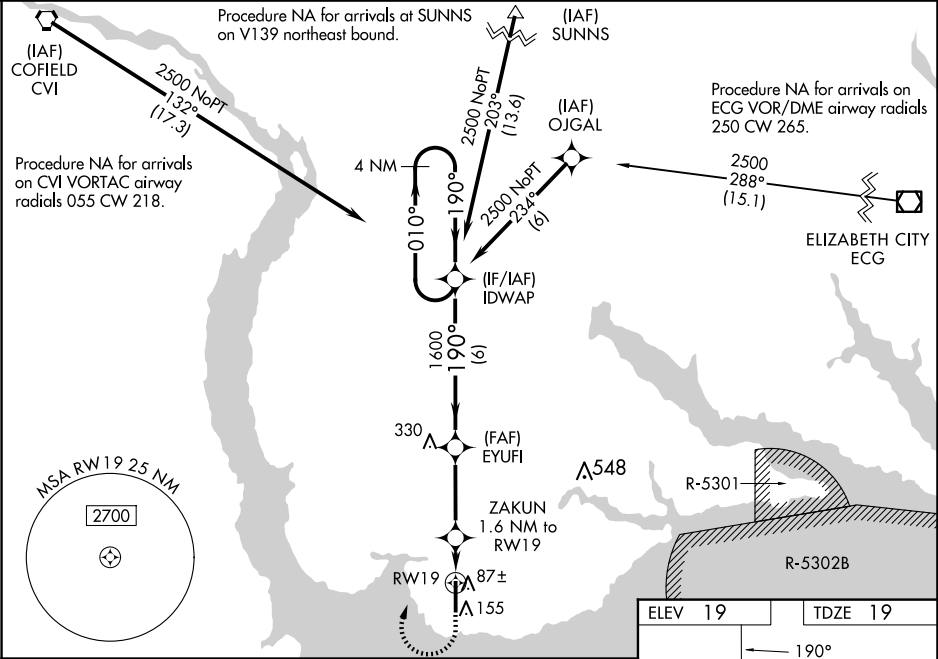 Procedure NA for arrivals at SUNNS
on V139 northeast bound.
(IAF)
SUNNS
(IAF)
COFIELD
CVI
2500 NoPT
132°
(17.3)
2500 NoPT
203°
(13.6)
(IAF)
OJGAL
Procedure NA for arrivals on
ECG VOR/DME airway radials
250 CW 265.
Procedure NA for arrivals
on CVI VORTAC airway
radials 055 CW 218.
4 NM
010°
190°
2500 NoPT
234°
(6)
2500
288°
(15.1)
ELIZABETH CITY
ECG
(IF/IAF)
IDWAP
1600
190°
(6)
330
(FAF)
EYUFI
548
MSA RW19 25 NM
2700
ZAKUN
1.6 NM to
RW19
R-5301
R-5302B
RW19
87±
155
ELEV 19
TDZE 19
190°